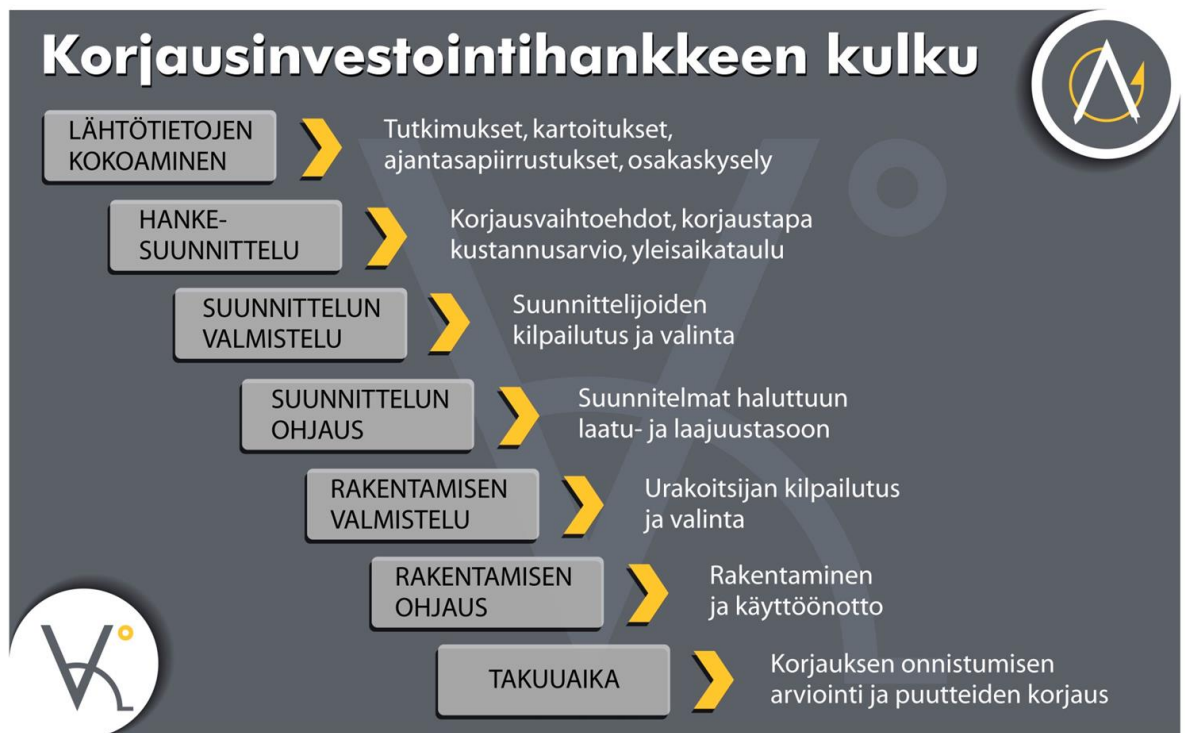 Korjausinvestointihankkeen kulku
LÄHTÖTIETOJEN
KOKOAMINEN
Tutkimukset, kartoitukset,
ajantasapiirrustukset, osakaskysely
HANKE-
SUUNNITTELU
Korjausvaihtoehdot, korjaustapa
kustannusarvio, yleisaikataulu
SUUNNITTELUN
VALMISTELU
Suunnittelijoiden
kilpailutus ja valinta
SUUNNITTELUN
OHJAUS
Suunnitelmat haluttuun
laatu- ja laajuustasoon
RAKENTAMISEN
VALMISTELU
Urakoitsijan kilpailutus
ja valinta
RAKENTAMISEN
OHJAUS
Rakentaminen
ja käyttöönotto
TAKUUAIKA
Korjauksen onnistumisen
arviointi ja puutteiden korjaus